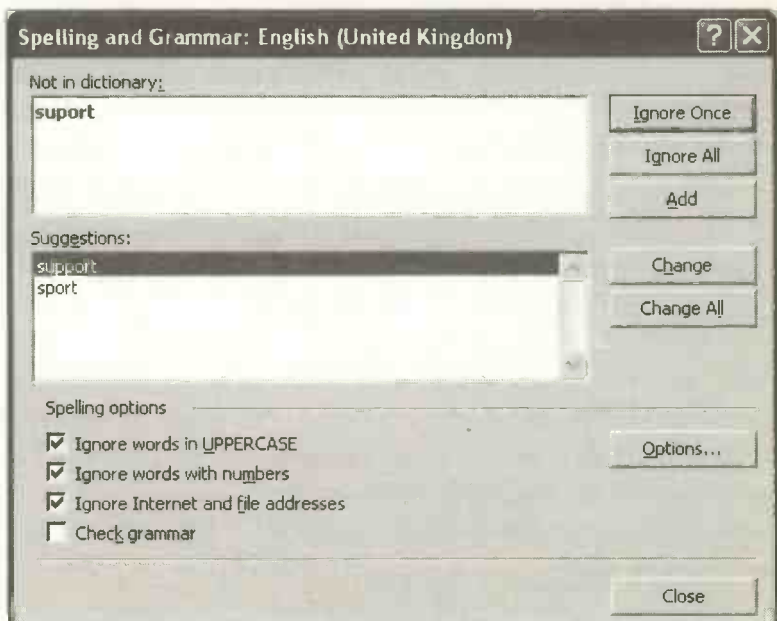 Spelling and Grammar: English (United Kingdom)
Not in dictionary:
suport
Ignore Once
Ignore All
Add
Suggestions:
support
sport
Change
Change All
Spelling options
Ignore words in UPPERCASE
Ignore words with numbers
Ignore Internet and file addresses
Check grammar
Options...
Close